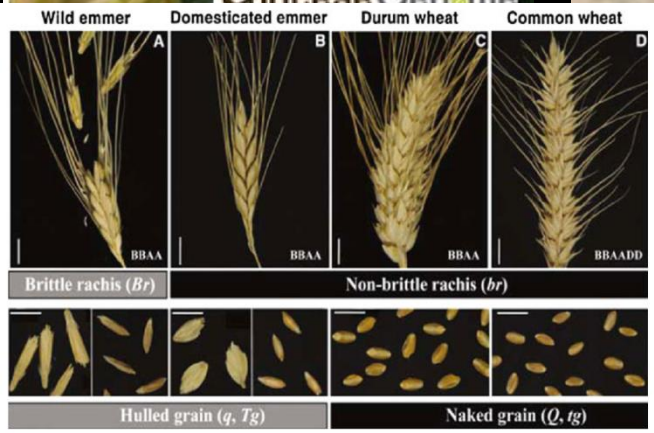 Wild emmer
Domesticated emmer
Durum wheat
Common wheat
A
B
C
D
BBAA
BBAA
BBAA
BBAADD
Brittle rachis (Br)
Non-brittle rachis (br)
Hulled grain (q, Tg)
Naked grain (Q, tg)